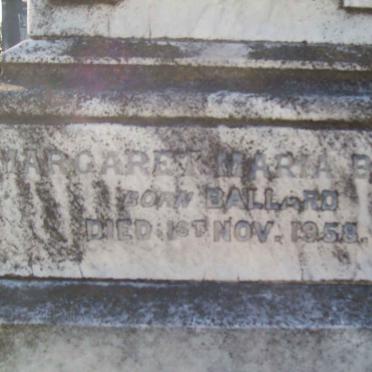 MARGARET MARIA B
BORN BALLARD
DIED 1ST NOV. 1958.